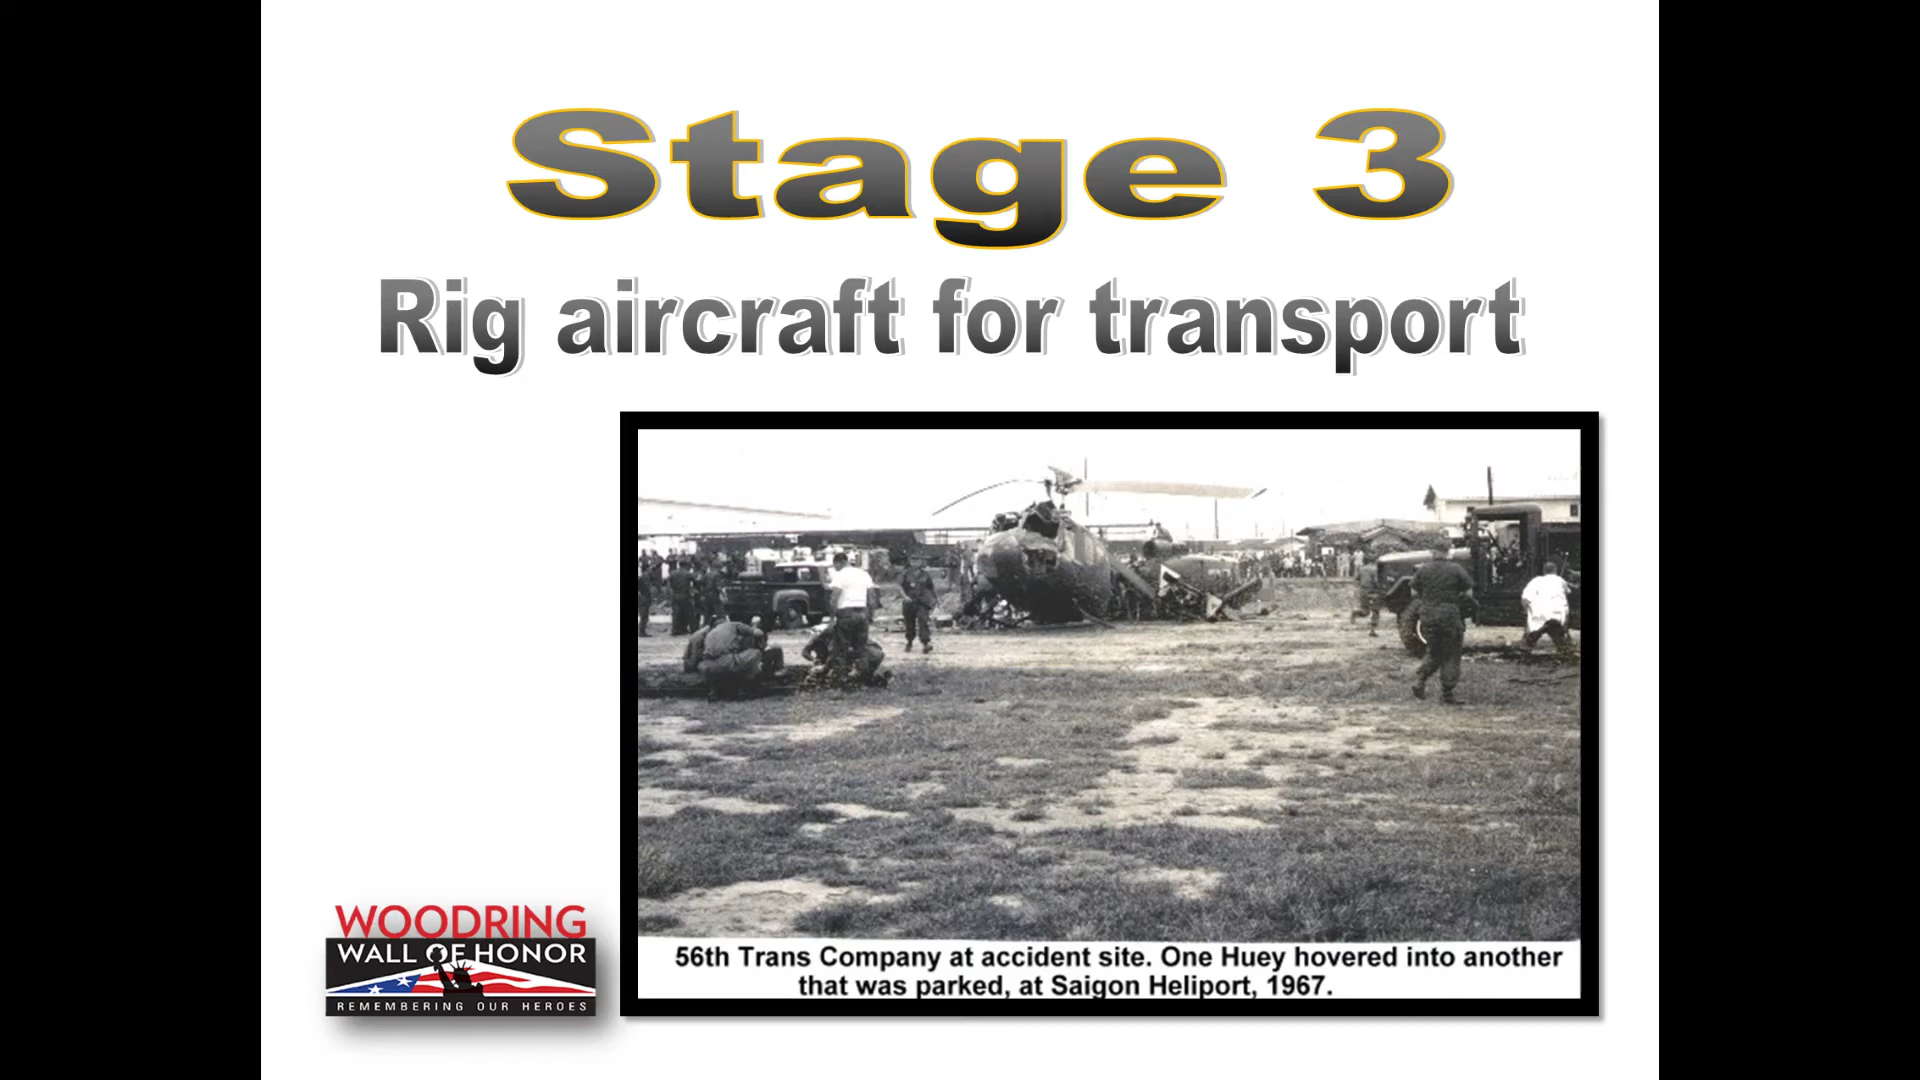 Stage 3
Rig aircraft for transport
56th Trans Company at accident site. One Huey hovered into another
that was parked, at Saigon Heliport, 1967.
WOODRING
WALL OF HONOR
REMEMBERING OUR HEROES